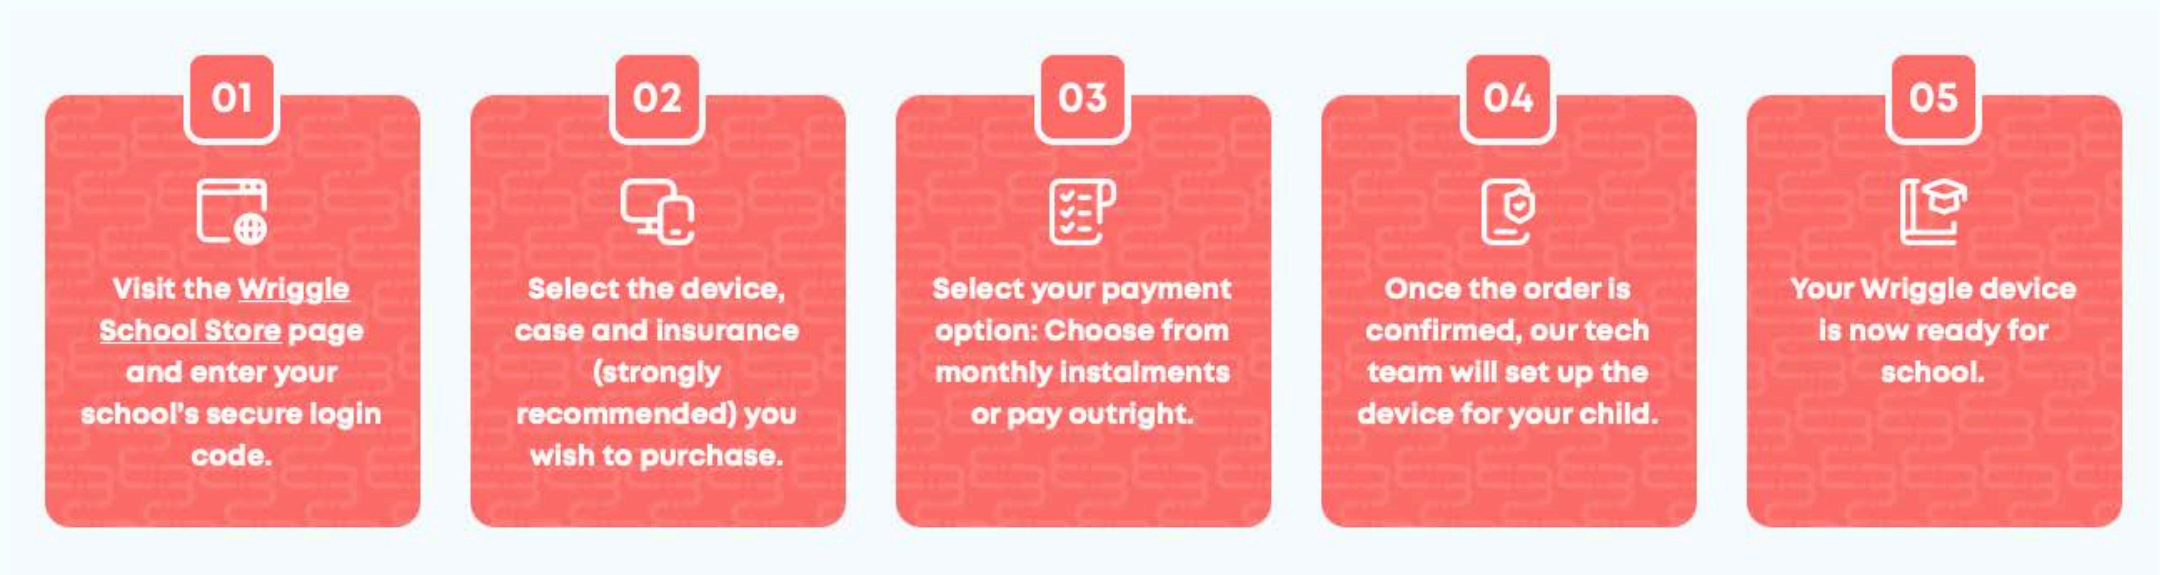 01
Visit the Wriggle
School Store page
and enter your
school's secure login
code.
02
Select the device,
case and insurance
(strongly
recommended) you
wish to purchase.
03
Select your payment
option: Choose from
monthly instalments
or pay outright.
04
Once the order is
confirmed, our tech
team will set up the
device for your child.
05
Your Wriggle device
is now ready for
school.